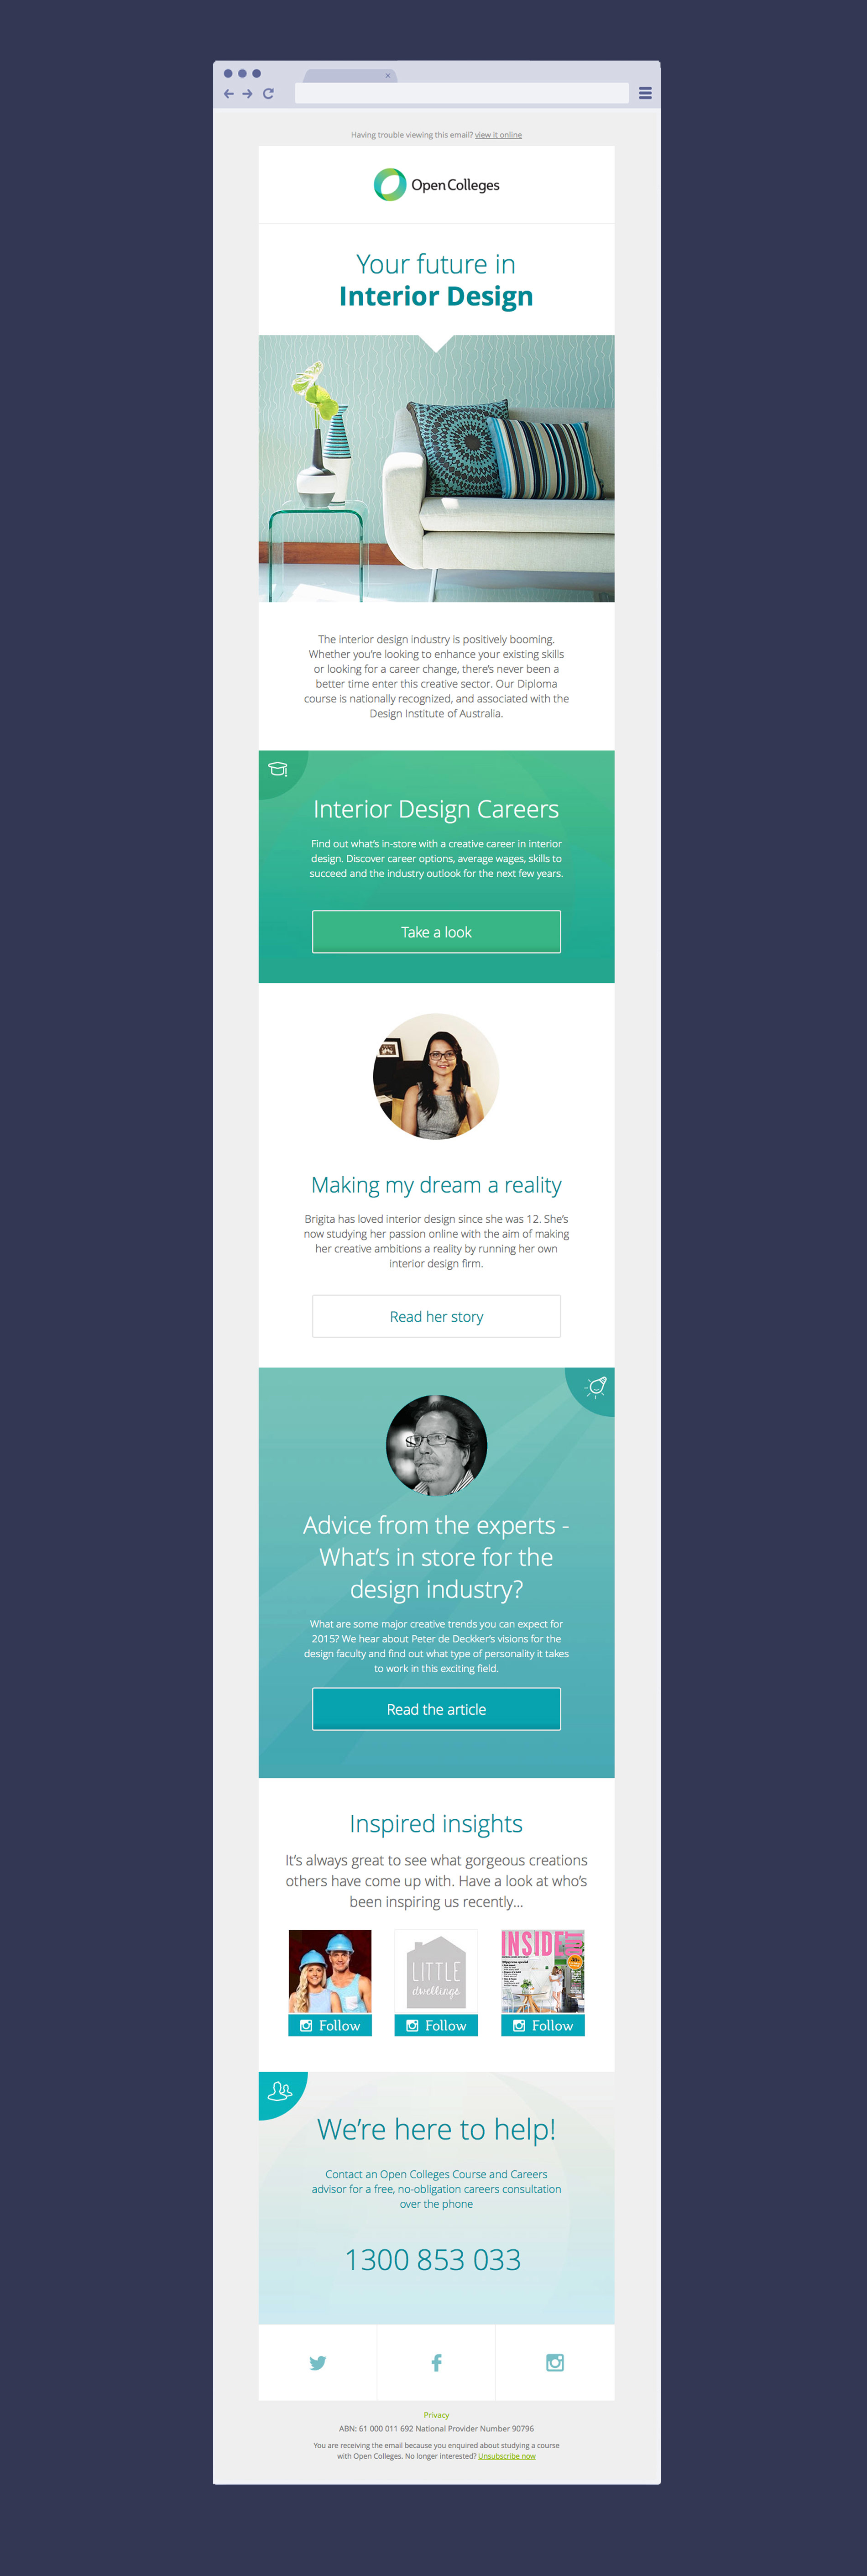 Having trouble viewing this email? view it online
Open Colleges
Your future in
Interior Design
The interior design industry is positively booming.
Whether you're looking to enhance your existing skills
or looking for a career change, there's never been a
better time enter this creative sector. Our Diploma
course is nationally recognized, and associated with the
Design Institute of Australia.
Interior Design Careers
Find out what's in-store with a creative career in interior
design. Discover career options, average wages, skills to
succeed and the industry outlook for the next few years.
Take a look
Making my dream a reality
Brigita has loved interior design since she was 12. She's
now studying her passion online with the aim of making
her creative ambitions a reality by running her own
interior design firm.
Read her story
Advice from the experts -
What's in store for the
design industry?
What are some major creative trends you can expect for
2015? We hear about Peter de Deckker's visions for the
design faculty and find out what type of personality it takes
to work in this exciting field.
Read the article
Inspired insights
It's always great to see what gorgeous creations
others have come up with. Have a look at who's
been inspiring us recently...
LITTLE
dwellings
INSIDE
OUT
Follow
Follow
Follow
We're here to help!
Contact an Open Colleges Course and Careers
advisor for a free, no-obligation careers consultation
over the phone
1300 853 033
Privacy
ABN: 61 000 011 692 National Provider Number 90796
You are receiving the email because you enquired about studying a course
with Open Colleges. No longer interested? Unsubscribe now